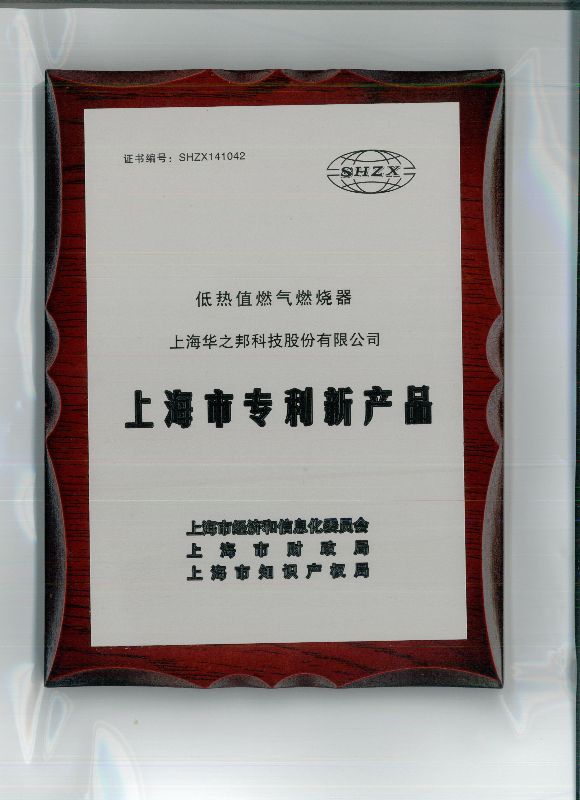 证书编号：SHZX141042
SHZX
低热值燃气燃烧器
上海华之邦科技股份有限公司
上海市专利新产品
上海市经济和信息化委员会
上海市财政局
上海市知识产权局